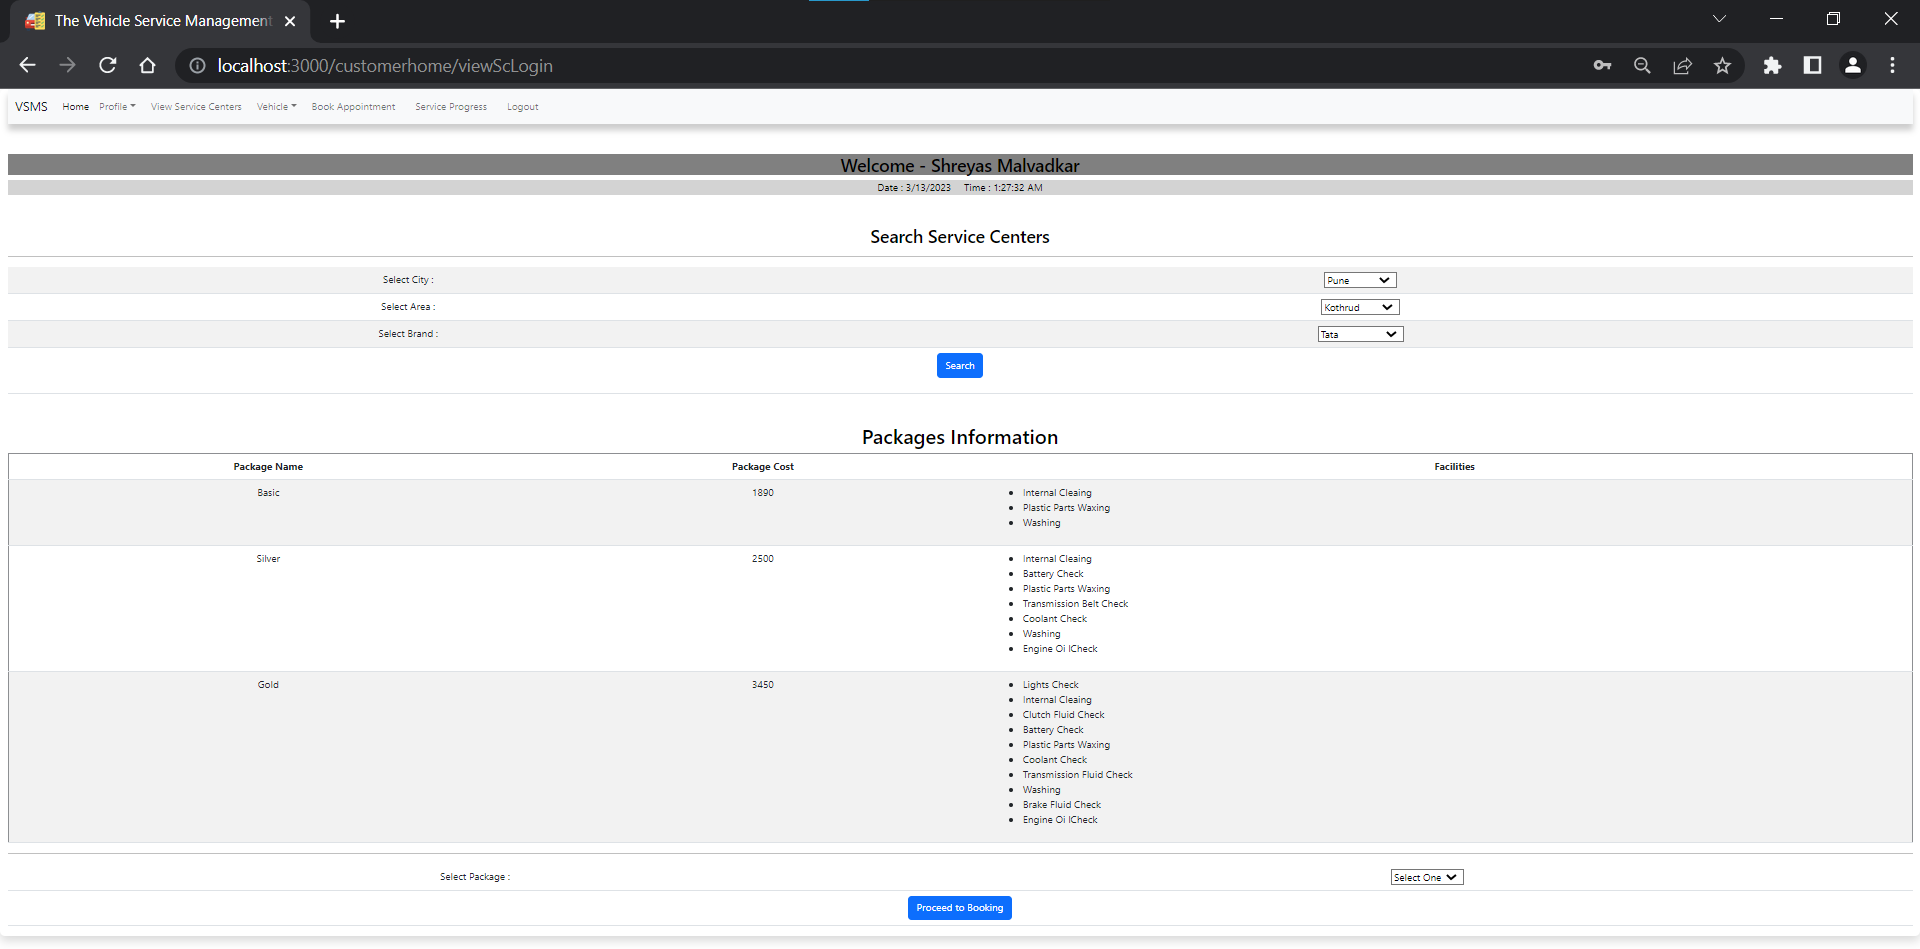 The Vehicle Service Management
localhost:3000/customerhome/viewScLogin
VSMS Home Profile View Service Centers Vehicle Book Appointment Service Progress Logout
Welcome - Shreyas Malvadkar
Date : 3/13/2023 Time : 1:27:32 AM
Search Service Centers
Select City : Pune
Select Area : Kothrud
Select Brand : Tata
Search
Packages Information
Package Name Package Cost Facilities
Basic 1890 Internal Cleaing
Plastic Parts Waxing
Washing
Silver 2500 Internal Cleaing
Battery Check
Plastic Parts Waxing
Transmission Belt Check
Coolant Check
Washing
Engine Oi lCheck
Gold 3450 Lights Check
Internal Cleaing
Clutch Fluid Check
Battery Check
Plastic Parts Waxing
Coolant Check
Transmission Fluid Check
Washing
Brake Fluid Check
Engine Oi lCheck
Select Package : Select One
Proceed to Booking